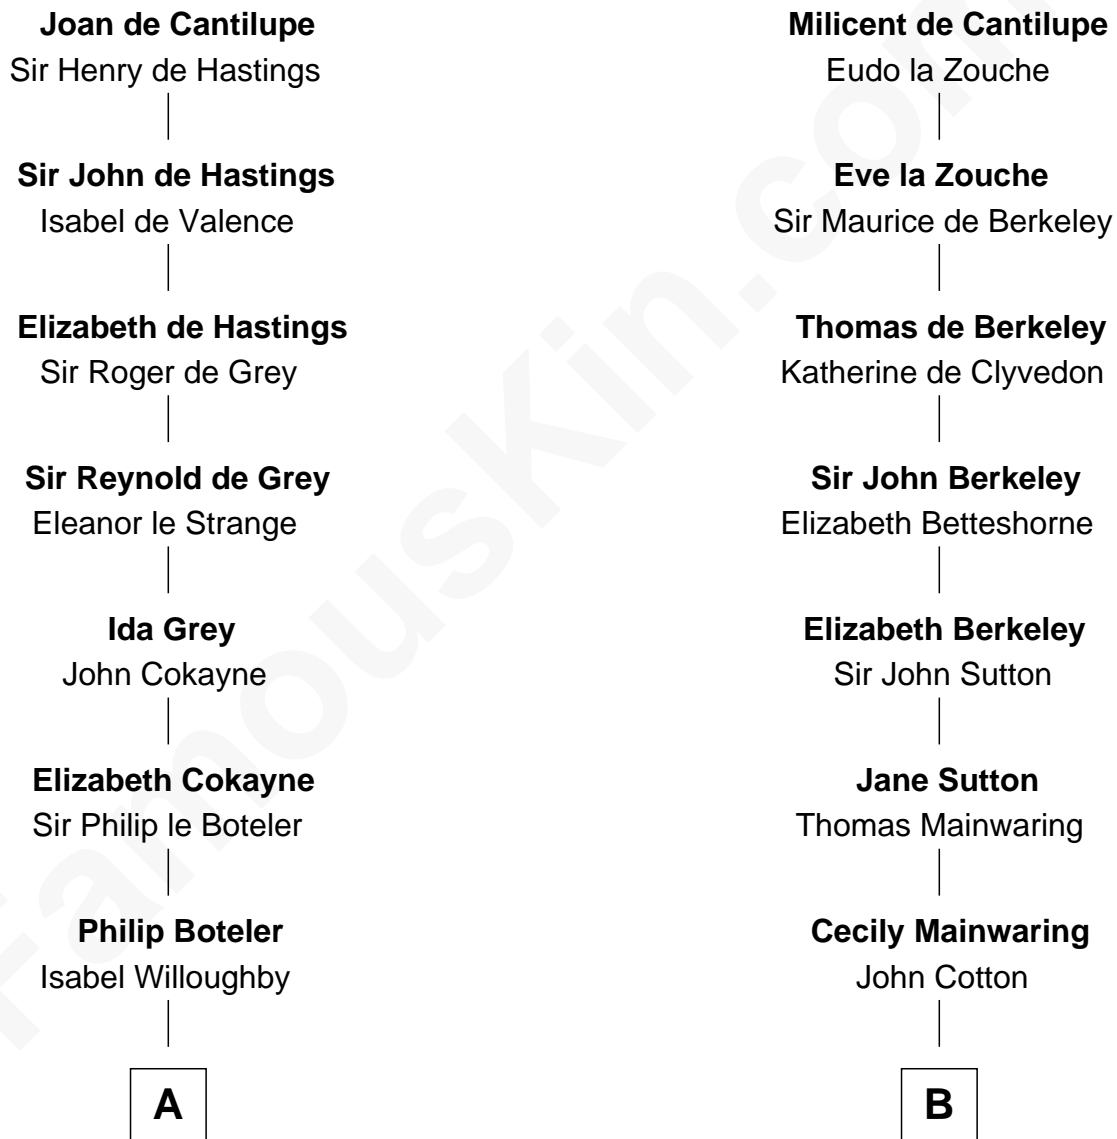 Joan de Cantilupe
Sir Henry de Hastings
Sir John de Hastings
Isabel de Valence
Elizabeth de Hastings
Sir Roger de Grey
Sir Reynold de Grey
Eleanor le Strange
Ida Grey
John Cokayne
Elizabeth Cokayne
Sir Philip le Boteler
Philip Boteler
Isabel Willoughby
A
Milicent de Cantilupe
Eudo la Zouche
Eve la Zouche
Sir Maurice de Berkeley
Thomas de Berkeley
Katherine de Clyvedon
Sir John Berkeley
Elizabeth Betteshorne
Elizabeth Berkeley
Sir John Sutton
Jane Sutton
Thomas Mainwaring
Cecily Mainwaring
John Cotton
B
FamousKin.com